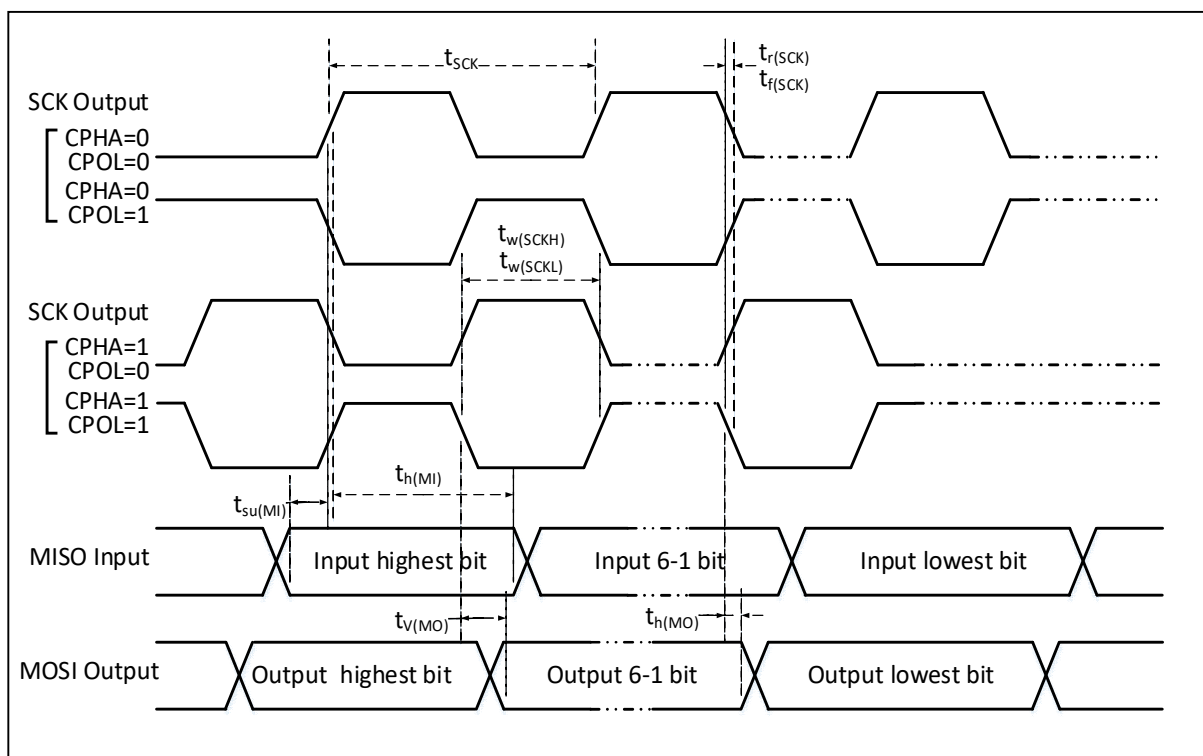 tSCK
tr(SCK)
tf(SCK)
SCK Output
CPHA=0
CPOL=0
CPHA=0
CPOL=1
tw(SCKH)
tw(SCKL)
SCK Output
CPHA=1
CPOL=0
CPHA=1
CPOL=1
th(MI)
tsu(MI)
MISO Input
Input highest bit
Input 6-1 bit
Input lowest bit
tV(MO)
th(MO)
MOSI Output
Output highest bit
Output 6-1 bit
Output lowest bit